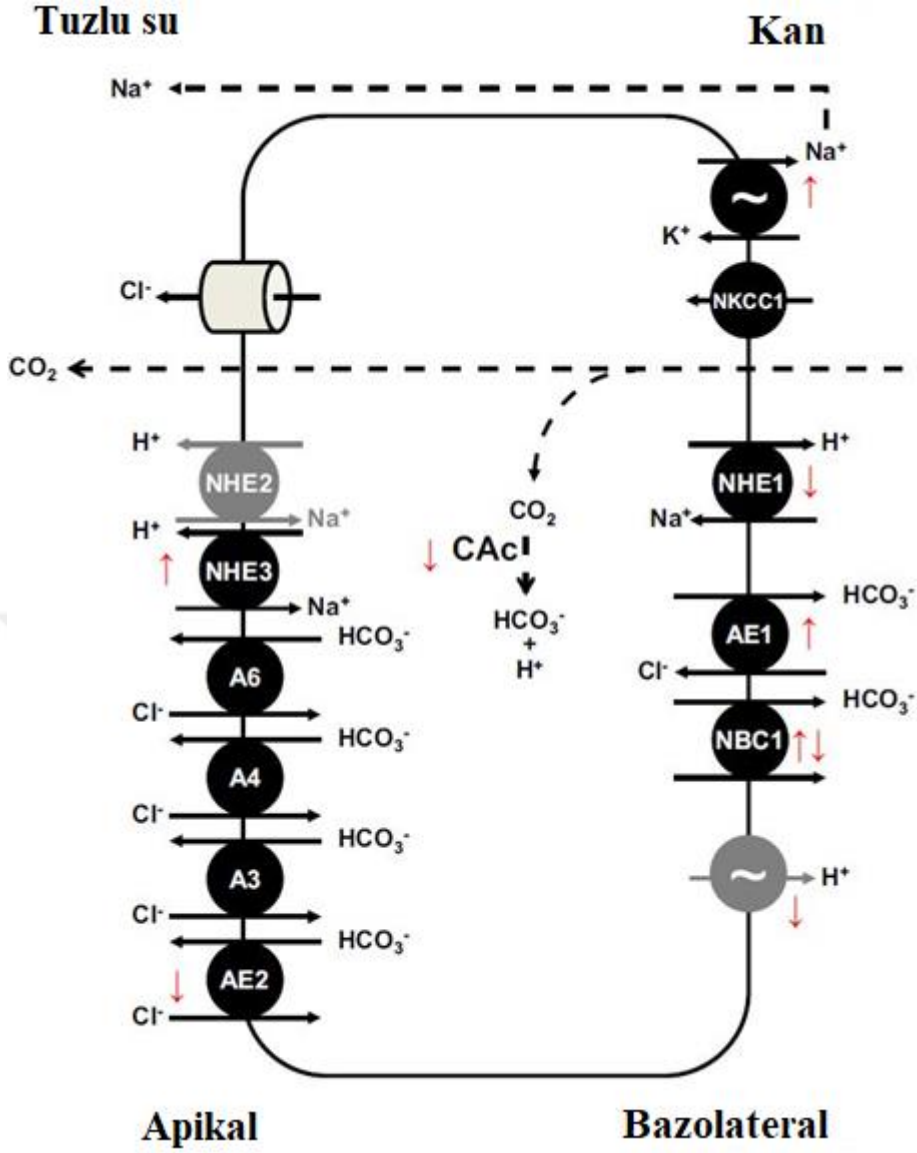 Tuzlu su
Kan
Na⁺
Na⁺
~
K⁺
Cl⁻
NKCC1
CO₂
H⁺
H⁺
NHE2
NHE1
CO₂
Na⁺
Na⁺
H⁺
CAc
NHE3
HCO₃⁻
Na⁺
HCO₃⁻
+
H⁺
HCO₃⁻
AE1
A6
Cl⁻
HCO₃⁻
Cl⁻
HCO₃⁻
NBC1
A4
Cl⁻
HCO₃⁻
A3
~
H⁺
Cl⁻
HCO₃⁻
AE2
Cl⁻
Apikal
Bazolateral